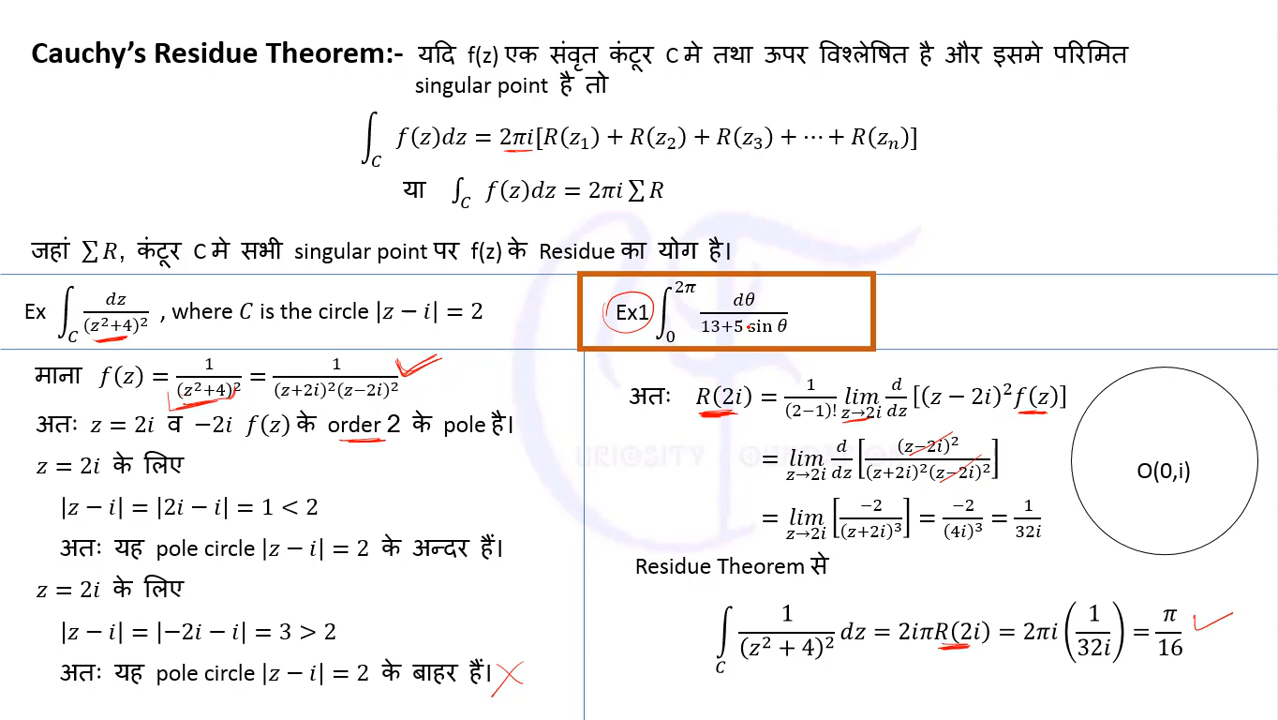 Cauchy's Residue Theorem:- यदि f(z) एक संवृत कंटूर C मे तथा ऊपर विश्लेषित है और इसमे परिमित
singular point है तो
∫_C f(z)dz = 2πi[R(z₁) + R(z₂) + R(z₃) + ⋯ + R(zₙ)]
या ∫_C f(z)dz = 2πi ∑ R
जहां ∑ R, कंटूर C मे सभी singular point पर f(z) के Residue का योग है।
Ex ∫_C dz/(z²+4)² , where C is the circle |z − i| = 2
माना f(z) = 1/(z²+4)² = 1/((z+2i)²(z−2i)²)
अतः z = 2i व −2i f(z) के order 2 के pole है।
z = 2i के लिए
|z − i| = |2i − i| = 1 < 2
अतः यह pole circle |z − i| = 2 के अन्दर हैं।
z = 2i के लिए
|z − i| = |−2i − i| = 3 > 2
अतः यह pole circle |z − i| = 2 के बाहर हैं।
Ex1 ∫_0^2π dθ/(13+5 sin θ)
अतः R(2i) = 1/(2−1)! lim_{z→2i} d/dz [(z − 2i)² f(z)]
= lim_{z→2i} d/dz [(z−2i)²/((z+2i)²(z−2i)²)]
= lim_{z→2i} [−2/(z+2i)³] = −2/(4i)³ = 1/32i
Residue Theorem से
∫_C 1/(z² + 4)² dz = 2iπR(2i) = 2πi (1/32i) = π/16
O(0,i)